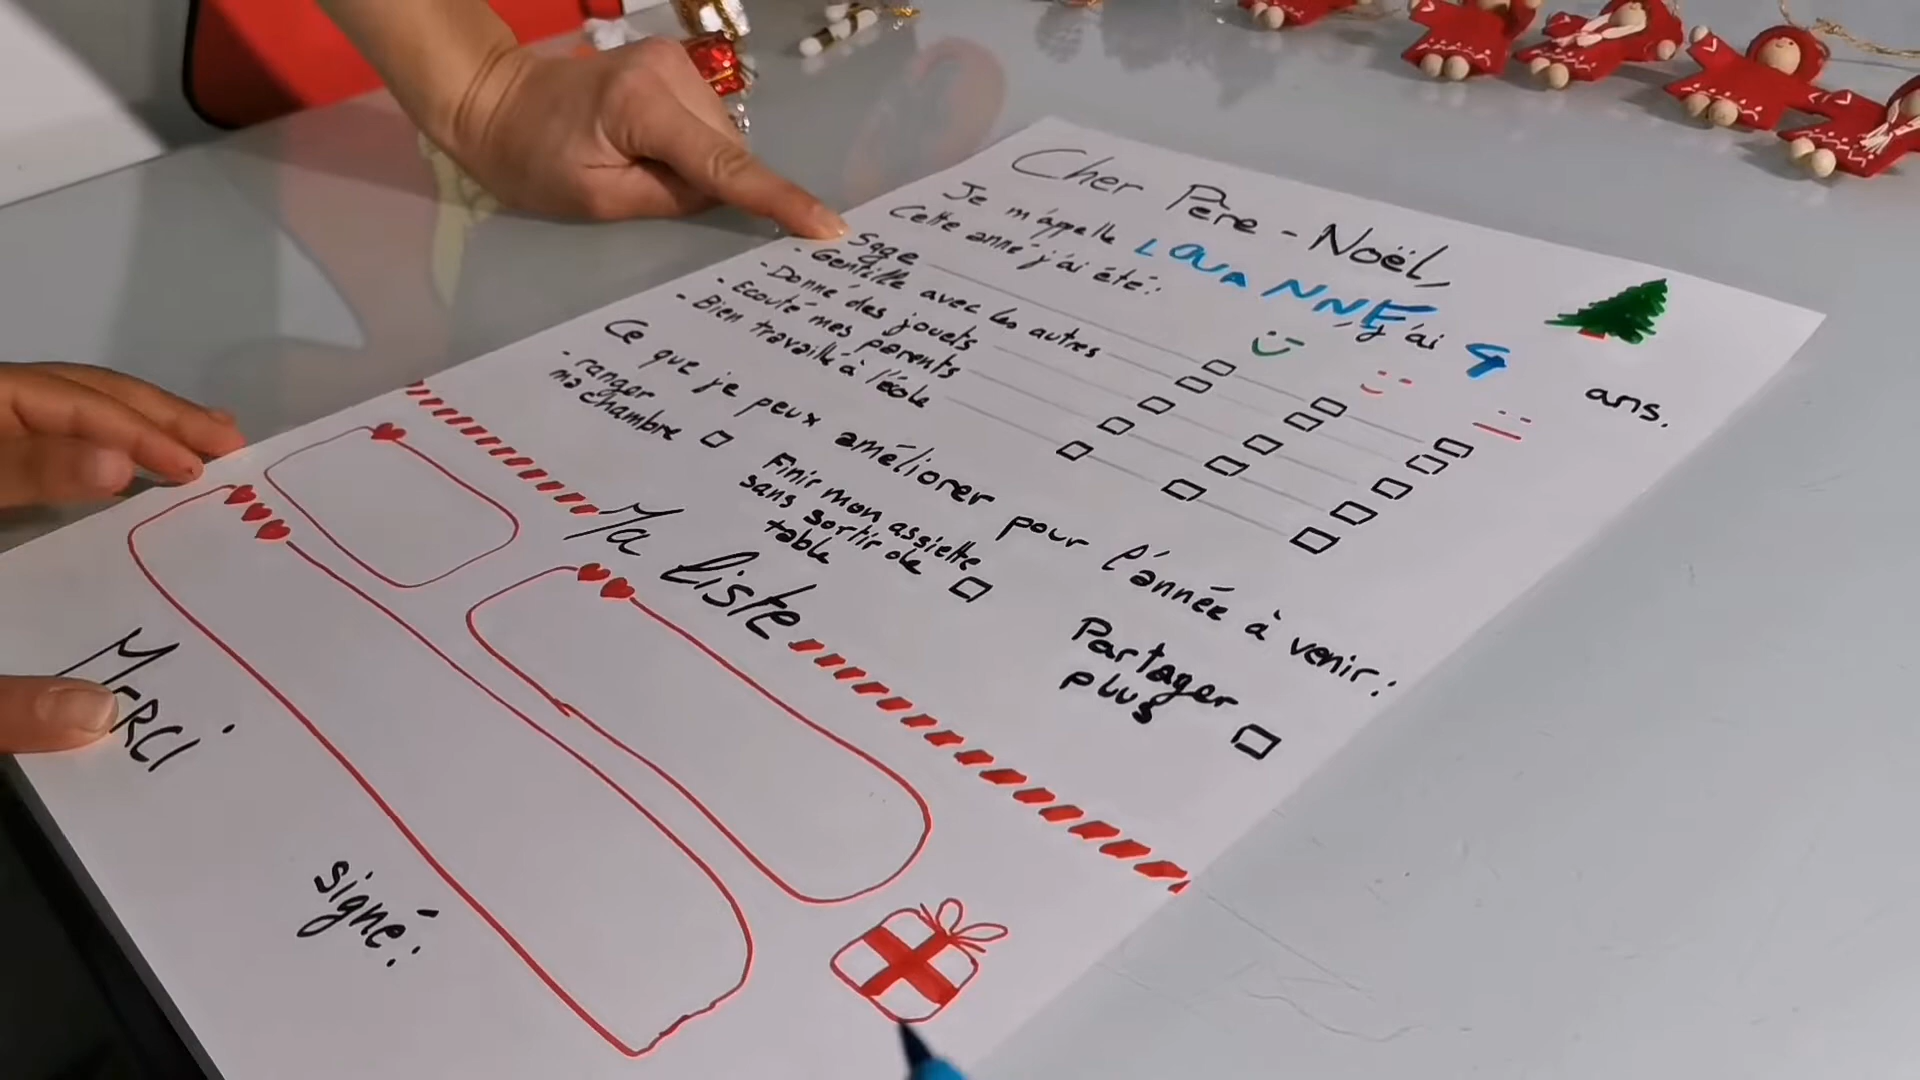 Cher Père-Noël,
Je m'appelle LOUANNE, j'ai 4 ans.
Cette anné j'ai été:
- Sage
- Gentille avec les autres
- Donné des jouets
- Ecouté mes parents
- Bien travaillé à l'école
Ce que je peux améliorer pour l'année à venir:
- ranger
ma chambre
Finir mon assiette
sans sortir de
table
Partager
plus
Ma liste
MERCI
signé: